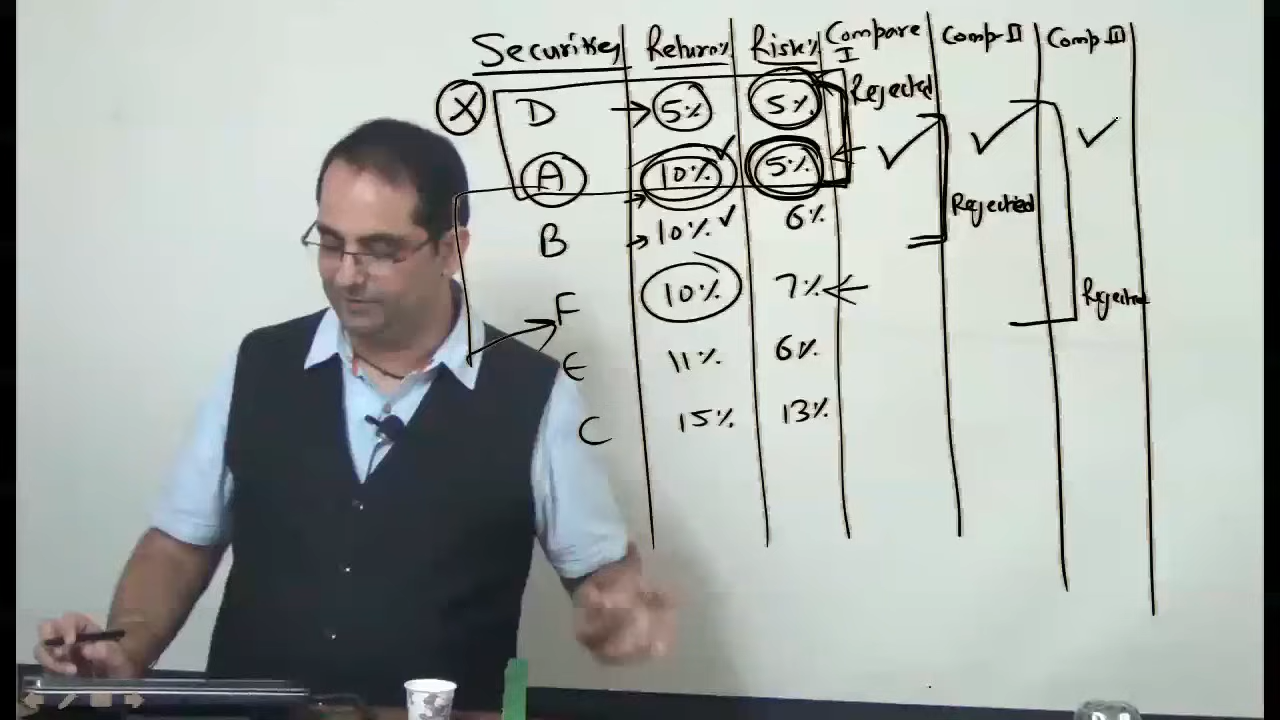 Securities Return% Risk% Compare I Comp-II Comp III
X D → 5% 5% Rejected
A 10% ✓ 5% ← ✓ ✓ ✓
B → 10% ✓ 6% Rejected
F 10% 7% ← Rejected
E 11% 6%
C 15% 13%